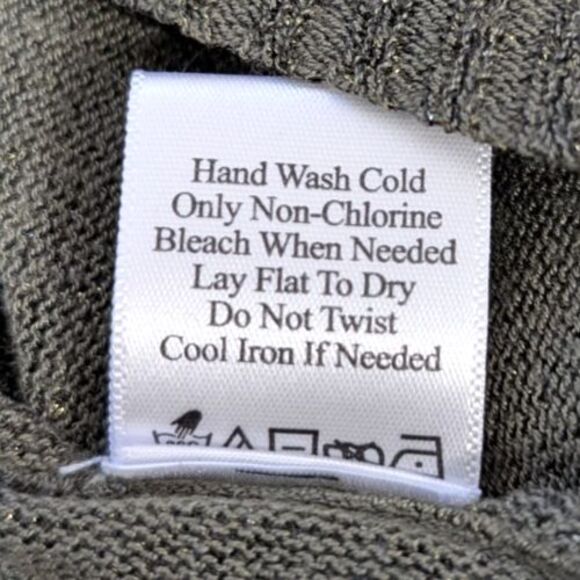 Hand Wash Cold
Only Non-Chlorine
Bleach When Needed
Lay Flat To Dry
Do Not Twist
Cool Iron If Needed